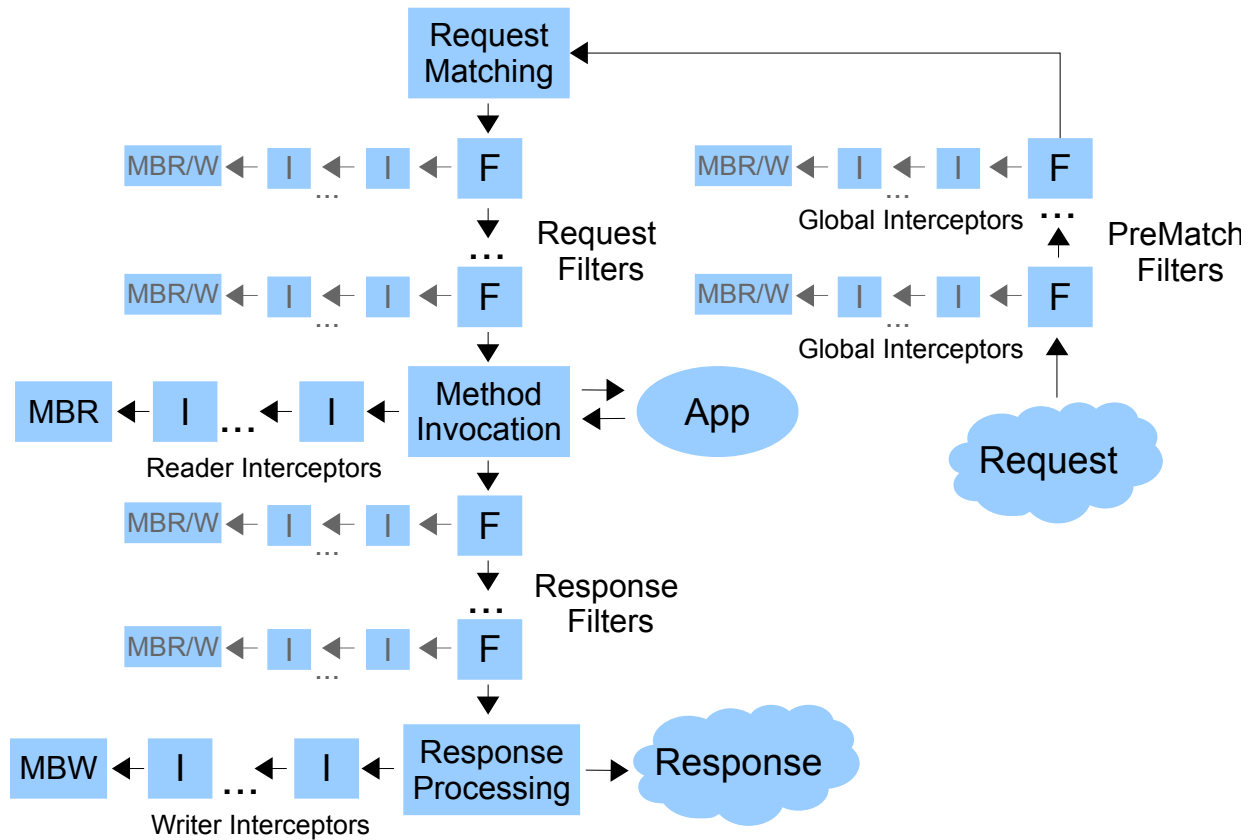 Request
Matching
MBR/W
I
...
I
F
MBR/W
I
...
I
F
Global Interceptors
...
Request
Filters
PreMatch
Filters
...
MBR/W
I
...
I
F
MBR/W
I
...
I
F
Global Interceptors
MBR
I
...
I
Method
Invocation
App
Request
Reader Interceptors
MBR/W
I
...
I
F
Response
Filters
...
MBR/W
I
...
I
F
MBW
I
...
I
Response
Processing
Response
Writer Interceptors